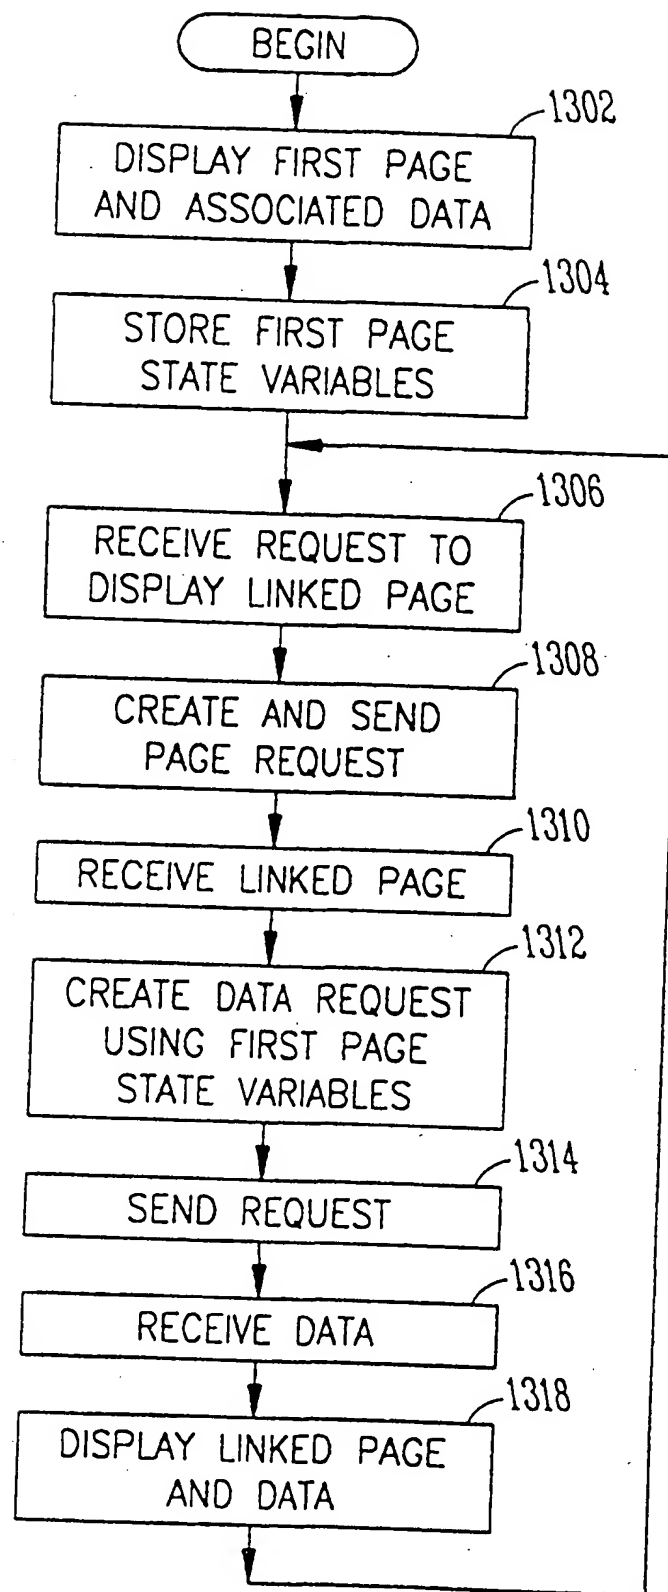 BEGIN
1302
DISPLAY FIRST PAGE
AND ASSOCIATED DATA
1304
STORE FIRST PAGE
STATE VARIABLES
1306
RECEIVE REQUEST TO
DISPLAY LINKED PAGE
1308
CREATE AND SEND
PAGE REQUEST
1310
RECEIVE LINKED PAGE
1312
CREATE DATA REQUEST
USING FIRST PAGE
STATE VARIABLES
1314
SEND REQUEST
1316
RECEIVE DATA
1318
DISPLAY LINKED PAGE
AND DATA